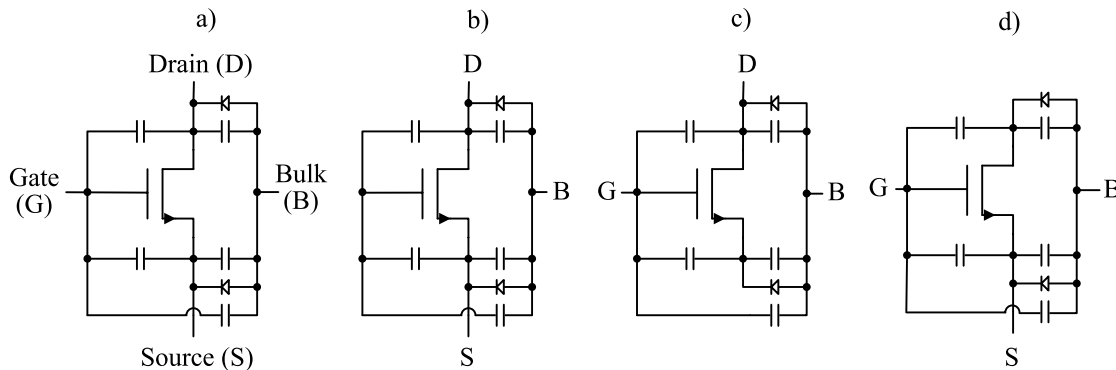 a)
b)
c)
d)
Drain (D)
D
D
Gate
(G)
Bulk
(B)
B
G
B
G
B
Source (S)
S
S